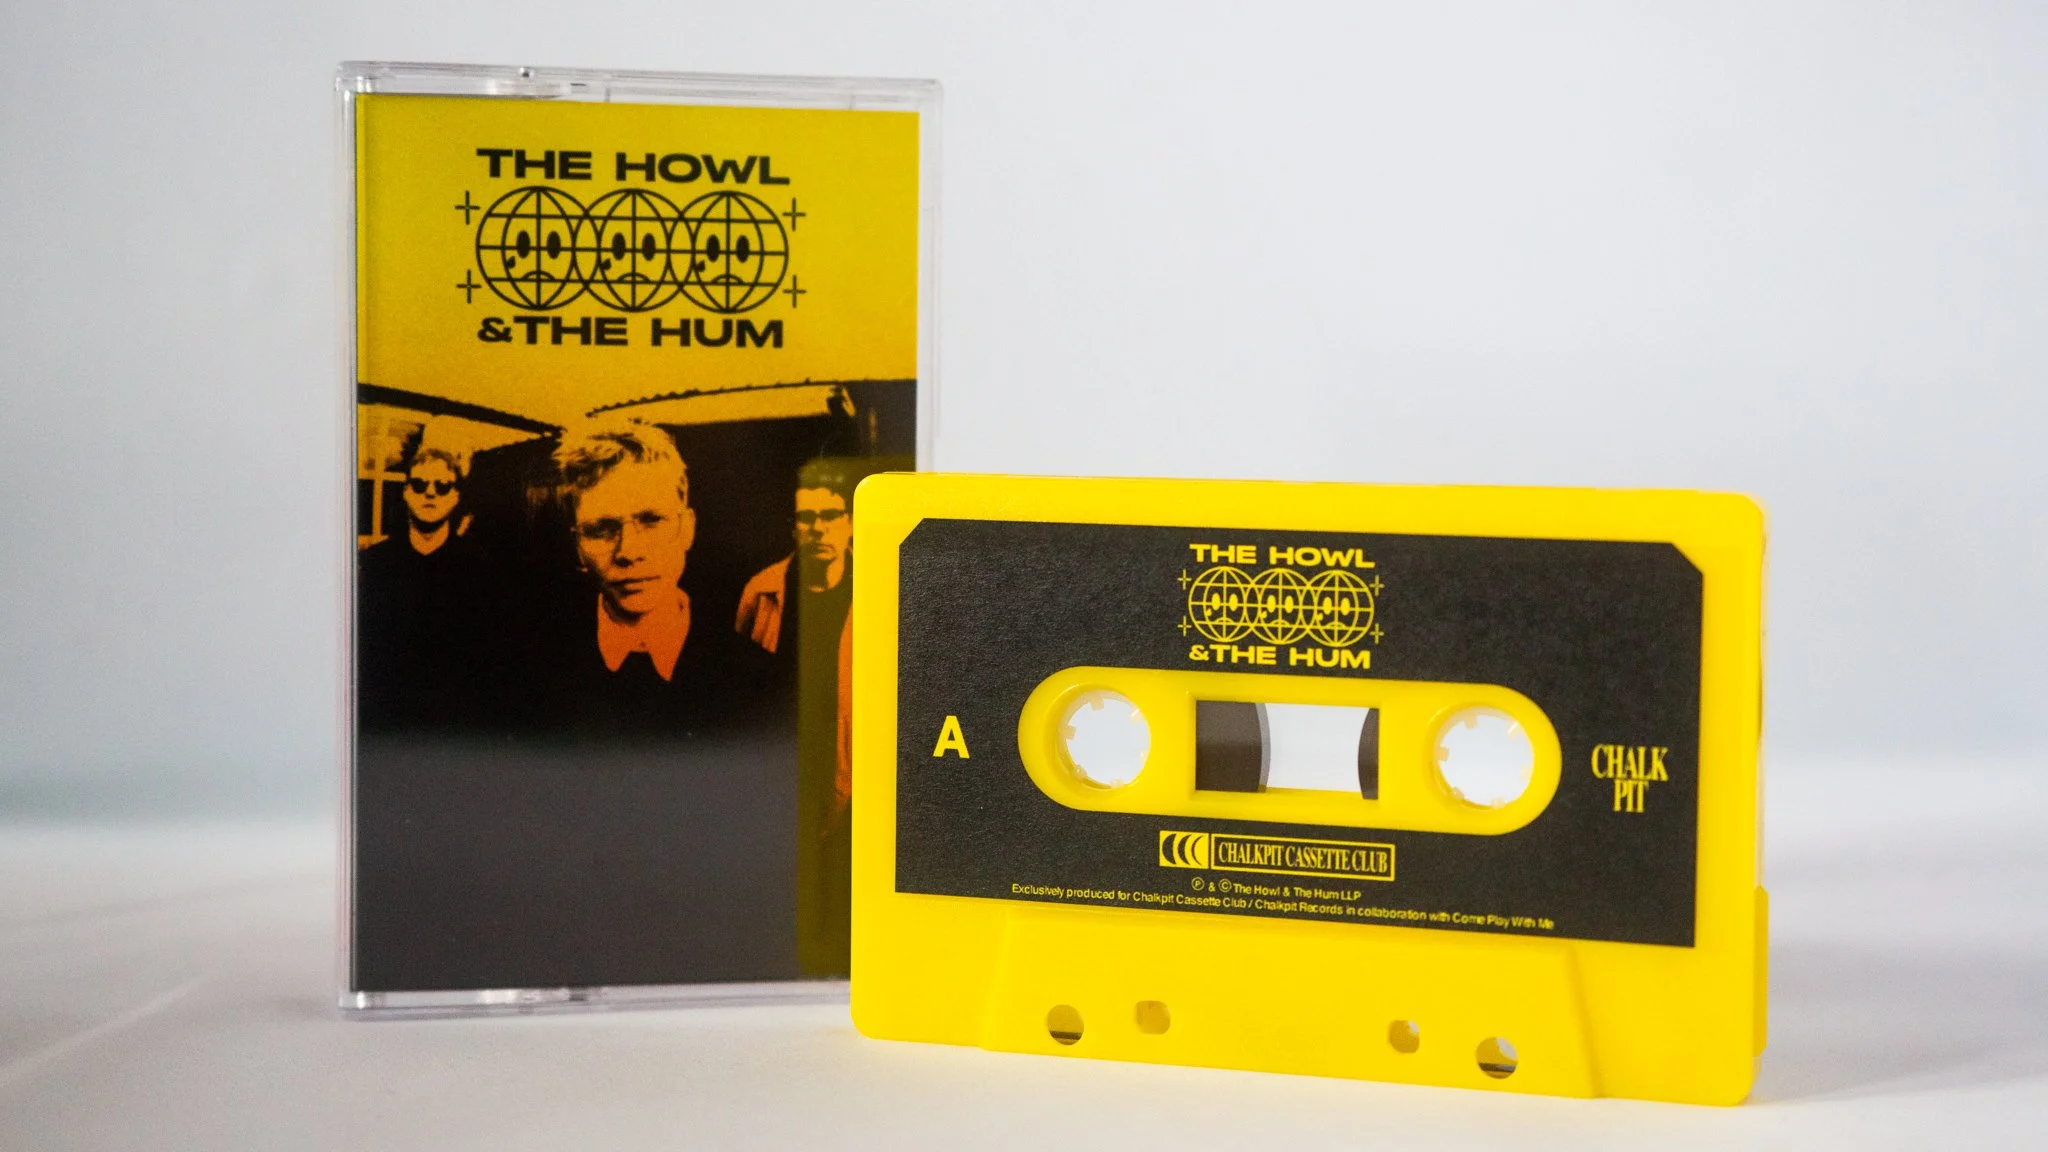 THE HOWL
& THE HUM
THE HOWL
& THE HUM
A
CHALK
PIT
CHALKPIT CASSETTE CLUB
Ⓟ & © The Howl & The Hum LLP
Exclusively produced for Chalkpit Cassette Club / Chalkpit Records in collaboration with Come Play With Me